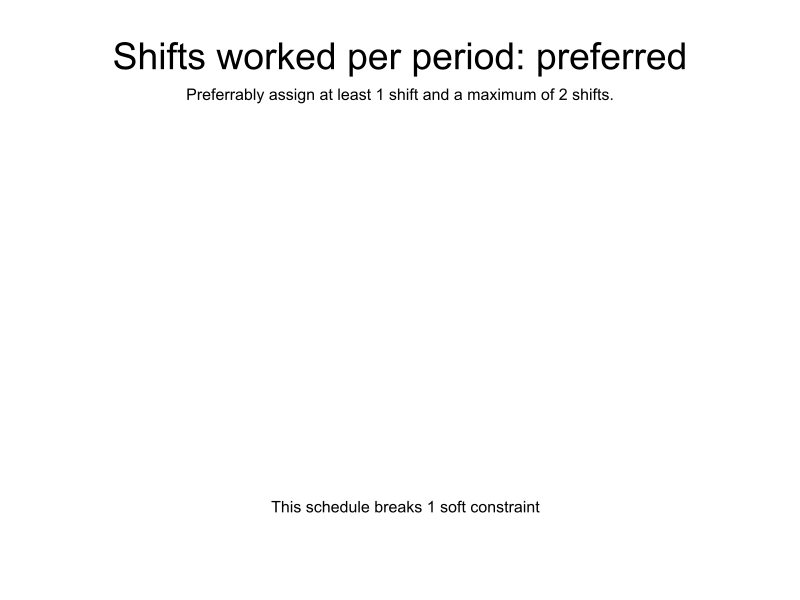 Shifts worked per period: preferred
Preferrably assign at least 1 shift and a maximum of 2 shifts.
This schedule breaks 1 soft constraint